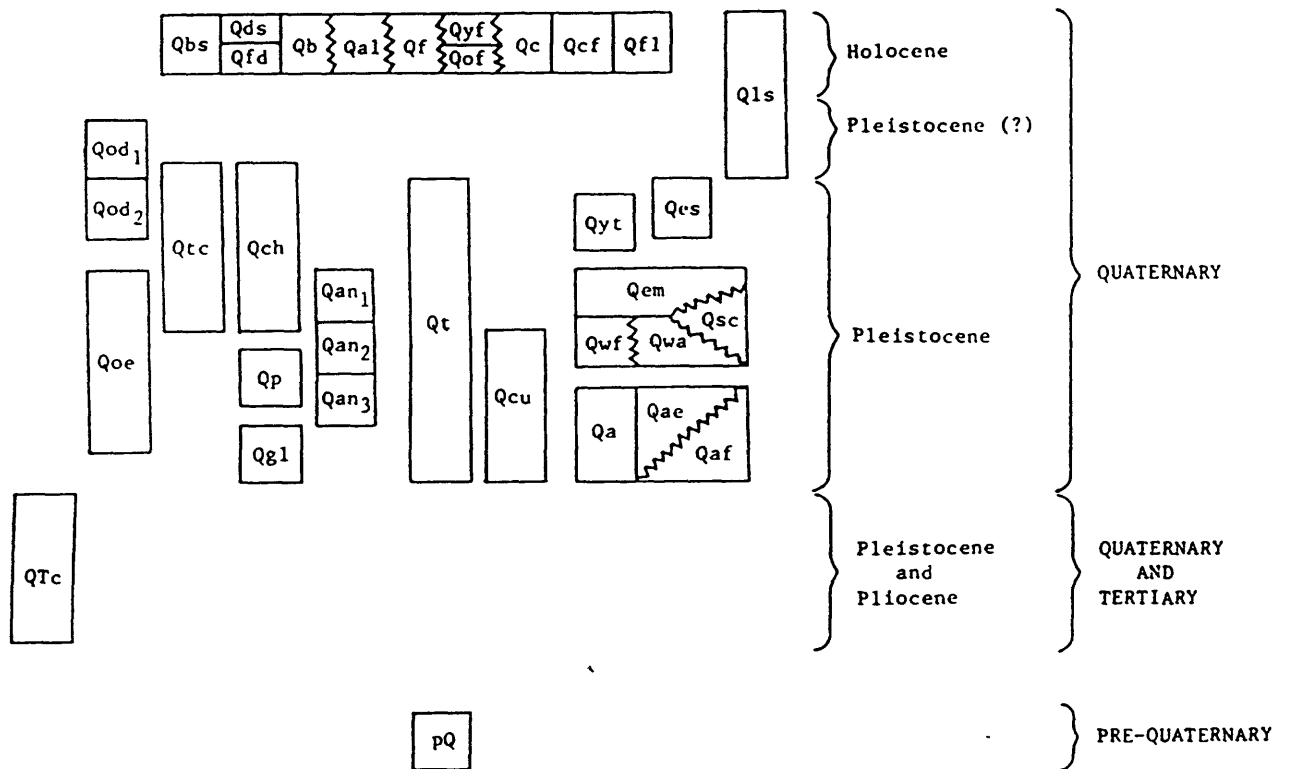 Qbs
Qds
Qfd
Qb
Qal
Qf
Qyf
Qof
Qc
Qcf
Qfl
Qls
Holocene
Pleistocene (?)
Qod1
Qod2
Qtc
Qch
Qoe
Qan1
Qan2
Qan3
Qp
Qgl
Qt
Qcu
Qyt
Qes
Qem
Qsc
Qwf
Qwa
Qa
Qae
Qaf
Pleistocene
QUATERNARY
QTc
Pleistocene
and
Pliocene
QUATERNARY
AND
TERTIARY
pQ
PRE-QUATERNARY